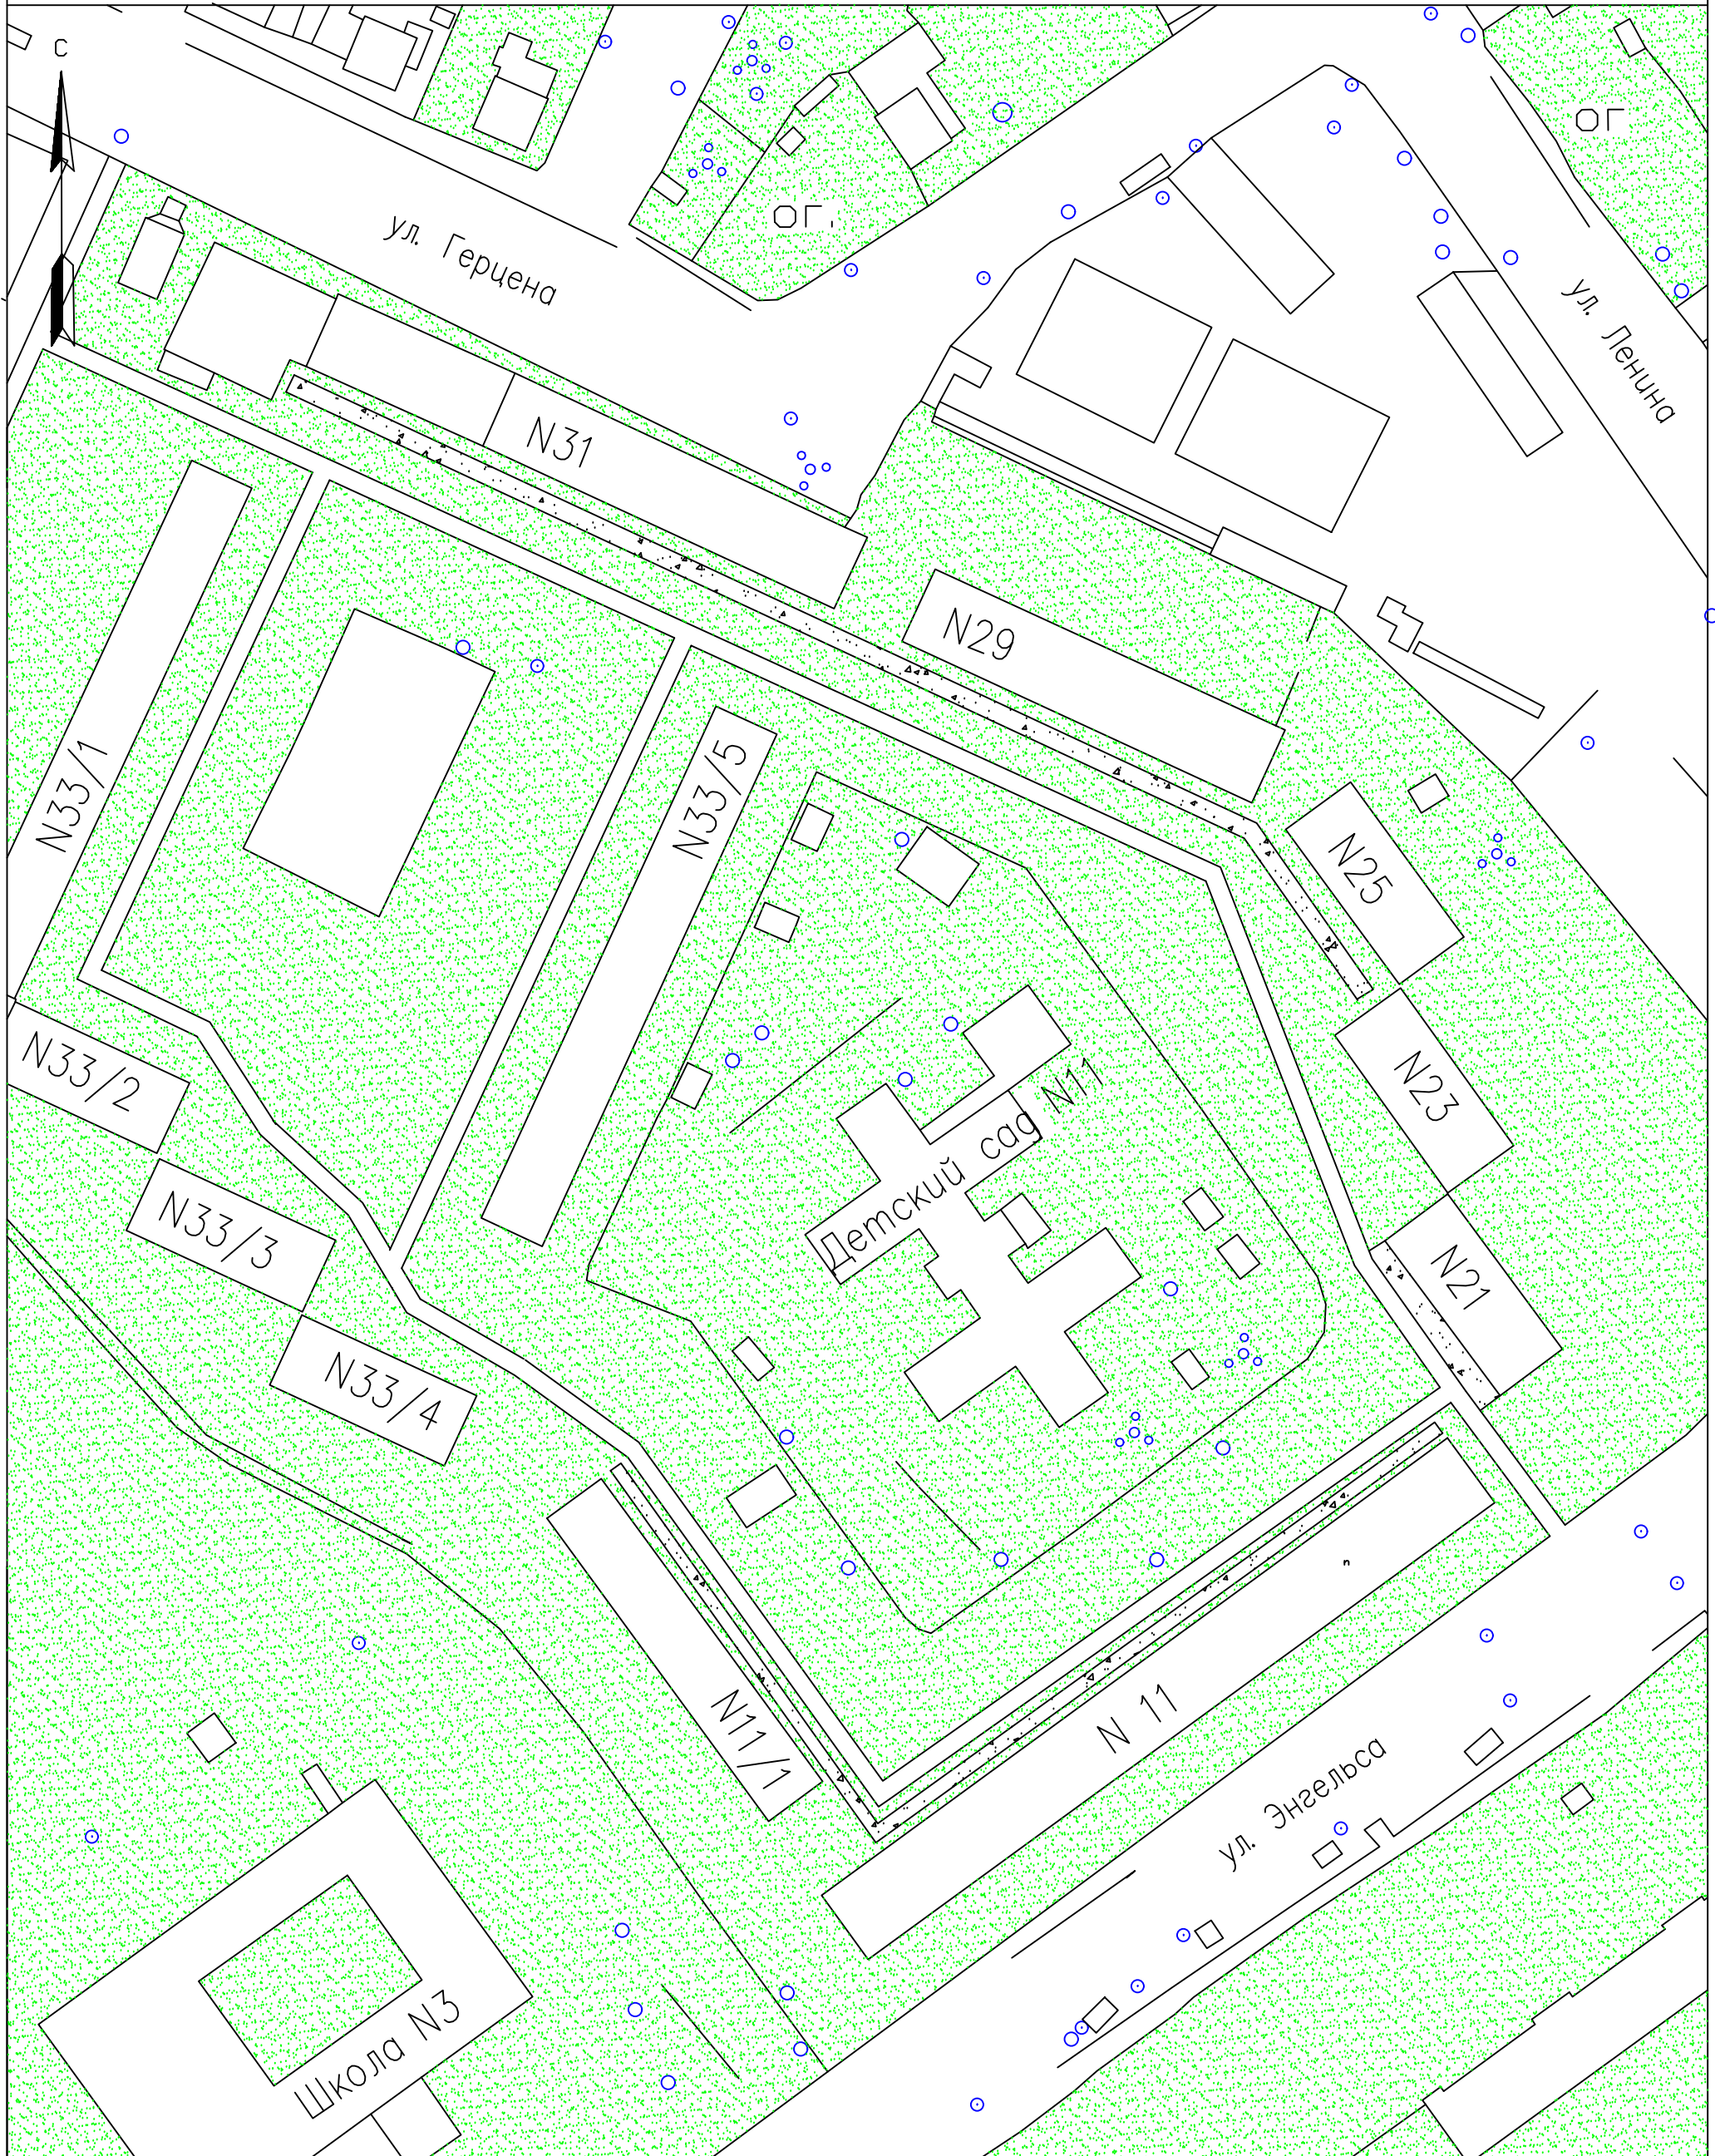 С
ОГ
ОГ
ул. Герцена
ул. Ленина
N31
N29
N33/1
N33/5
N25
N33/2
N23
Детский сад N11
N33/3
N21
N33/4
п
N11/1
N 11
ул. Энгельса
Школа N3